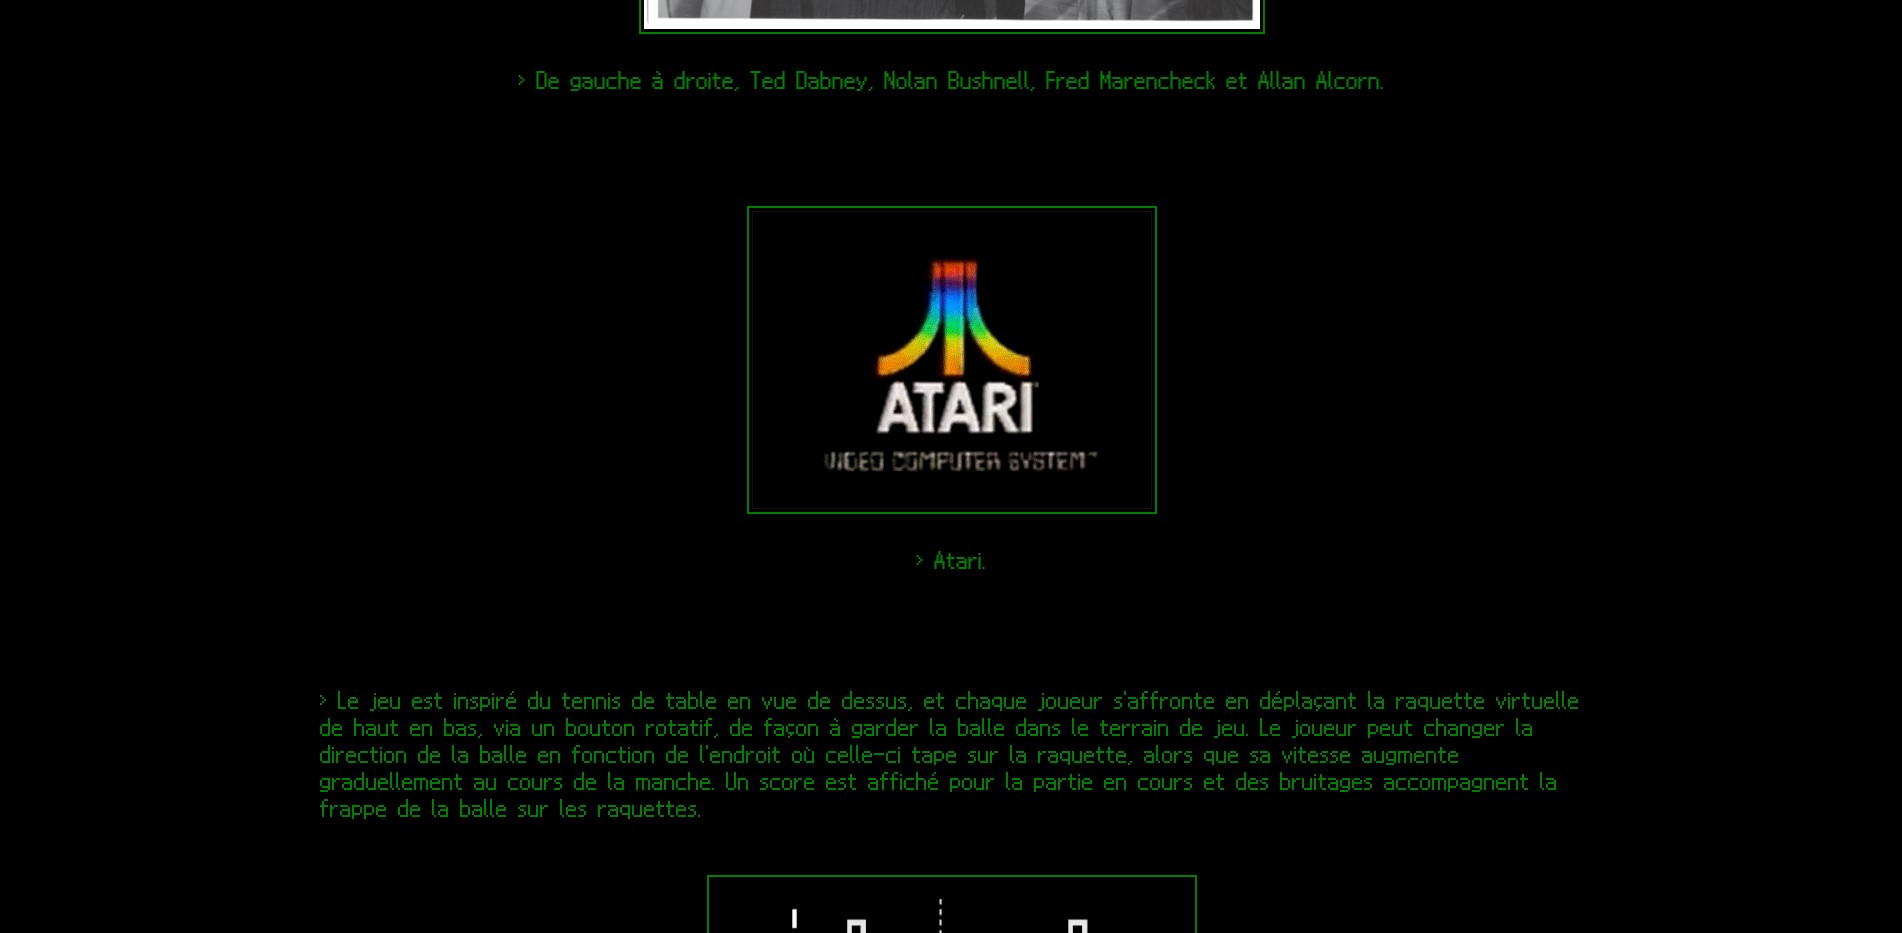 > De gauche à droite, Ted Dabney, Nolan Bushnell, Fred Marencheck et Allan Alcorn.
ATARI
VIDEO COMPUTER SYSTEM™
> Atari.
> Le jeu est inspiré du tennis de table en vue de dessus, et chaque joueur s'affronte en déplaçant la raquette virtuelle
de haut en bas, via un bouton rotatif, de façon à garder la balle dans le terrain de jeu. Le joueur peut changer la
direction de la balle en fonction de l'endroit où celle-ci tape sur la raquette, alors que sa vitesse augmente
graduellement au cours de la manche. Un score est affiché pour la partie en cours et des bruitages accompagnent la
frappe de la balle sur les raquettes.